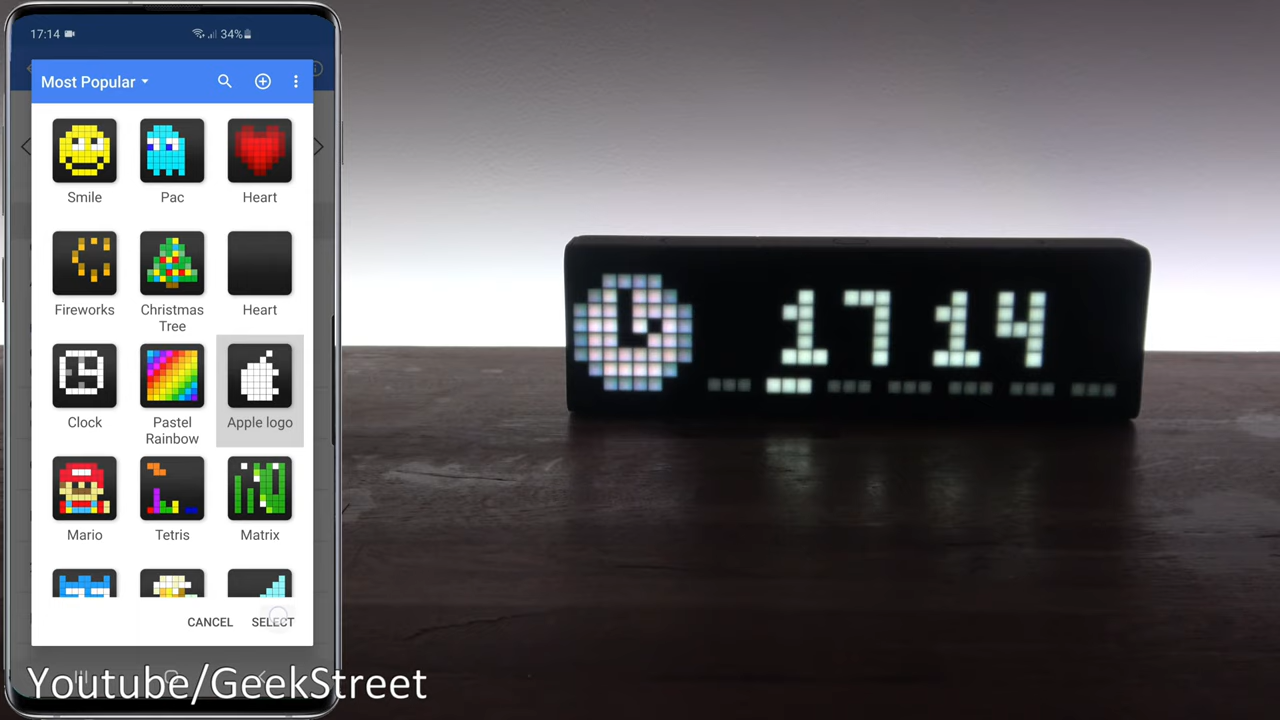 17:14
34%
Most Popular
Smile
Pac
Heart
Fireworks
Christmas
Tree
Heart
Clock
Pastel
Rainbow
Apple logo
Mario
Tetris
Matrix
CANCEL
SELECT
17 14
Youtube/GeekStreet